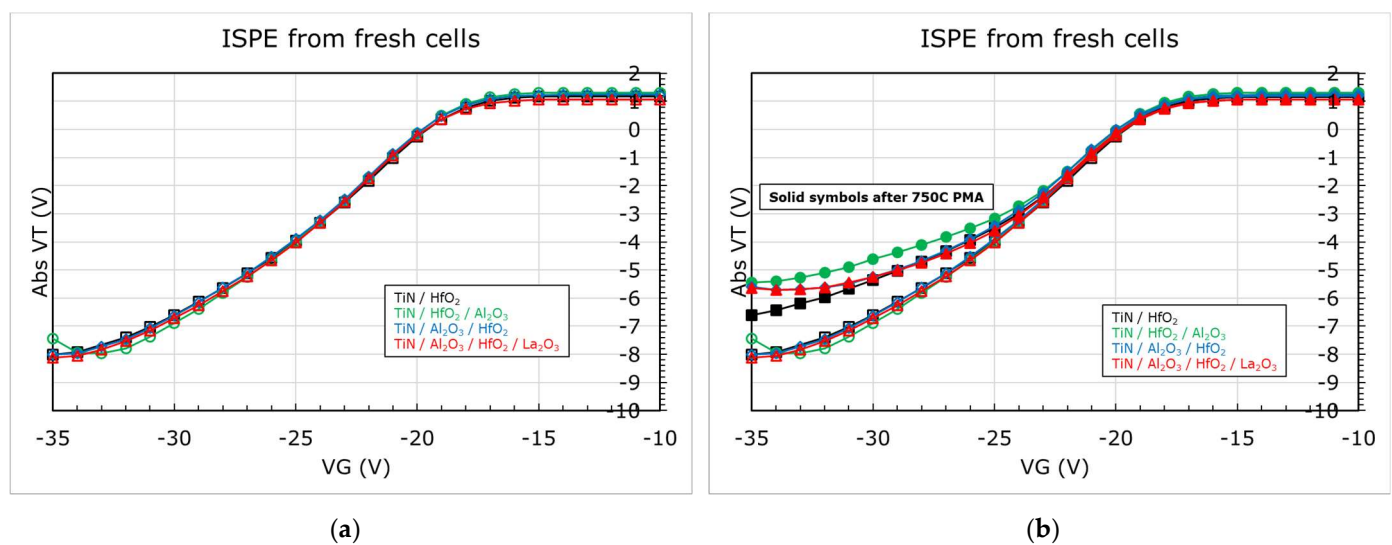 ISPE from fresh cells
2
1
0
-1
-2
-3
-4
-5
-6
-7
-8
-9
-10
Abs VT (V)
TiN / HfO₂
TiN / HfO₂ / Al₂O₃
TiN / Al₂O₃ / HfO₂
TiN / Al₂O₃ / HfO₂ / La₂O₃
-35 -30 -25 -20 -15 -10
VG (V)
(a)
ISPE from fresh cells
2
1
0
-1
-2
-3
-4
-5
-6
-7
-8
-9
-10
Abs VT (V)
Solid symbols after 750C PMA
TiN / HfO₂
TiN / HfO₂ / Al₂O₃
TiN / Al₂O₃ / HfO₂
TiN / Al₂O₃ / HfO₂ / La₂O₃
-35 -30 -25 -20 -15 -10
VG (V)
(b)